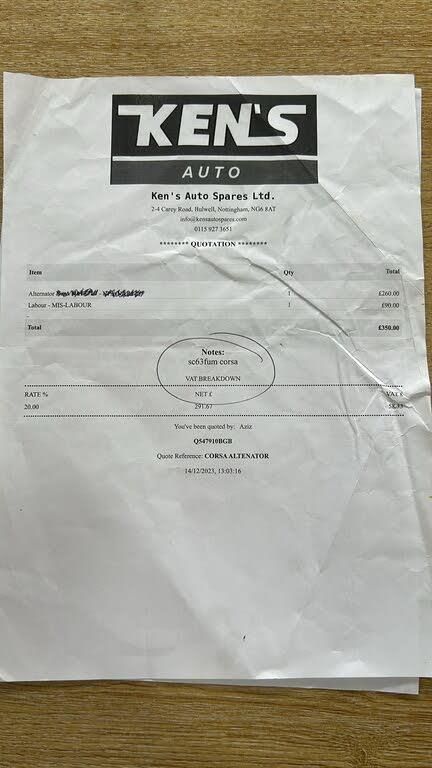 KEN'S
AUTO
Ken's Auto Spares Ltd.
2-4 Carey Road, Bulwell, Nottingham, NG6 8AT
info@kensautospares.com
0115 927 3651
******** QUOTATION ********
Item Qty Total
Alternator 1 £260.00
Labour - MIS-LABOUR 1 £90.00
Total £350.00
Notes:
sc63fum corsa
VAT BREAKDOWN
RATE % NET £ VAT £
20.00 291.67 58.33
You've been quoted by: Aziz
Q547910BGB
Quote Reference: CORSA ALTENATOR
14/12/2023, 13:03:16